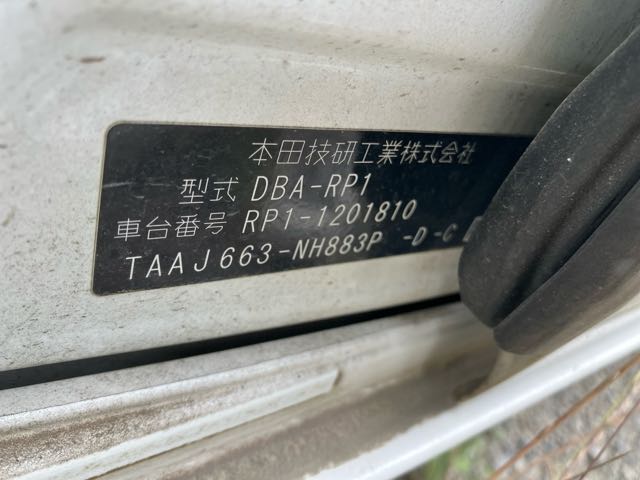 本田技研工業株式会社
型式 DBA-RP1
車台番号 RP1-1201810
TAAJ663-NH883P -D-C